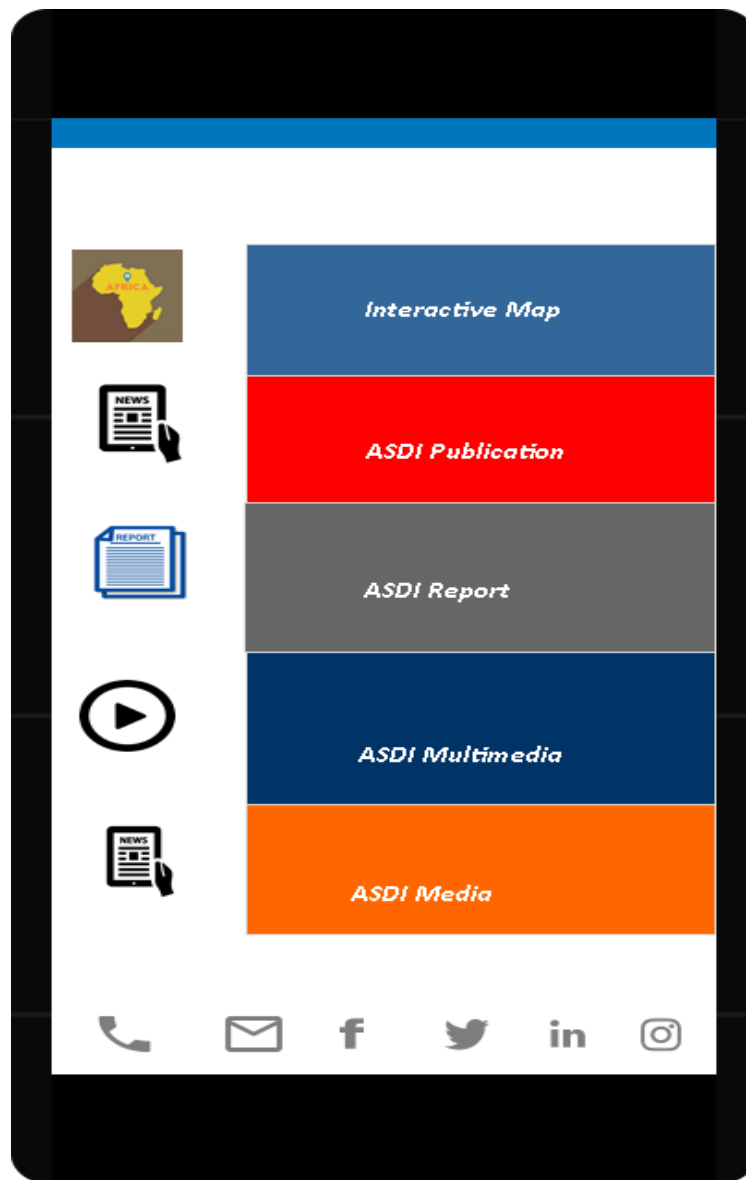 AFRICA
Interactive Map
NEWS
ASDI Publication
REPORT
ASDI Report
ASDI Multimedia
NEWS
ASDI Media
f
in